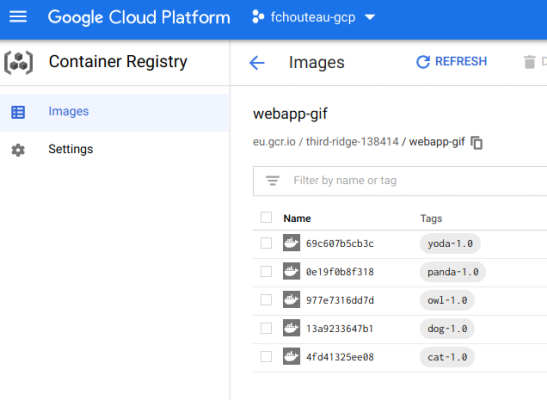 Google Cloud Platform fchouteau-gcp
Container Registry
Images REFRESH
Images
Settings
webapp-gif
eu.gcr.io / third-ridge-138414 / webapp-gif
Filter by name or tag
Name Tags
69c607b5cb3c yoda-1.0
0e19f0b8f318 panda-1.0
977e7316dd7d owl-1.0
13a9233647b1 dog-1.0
4fd41325ee08 cat-1.0